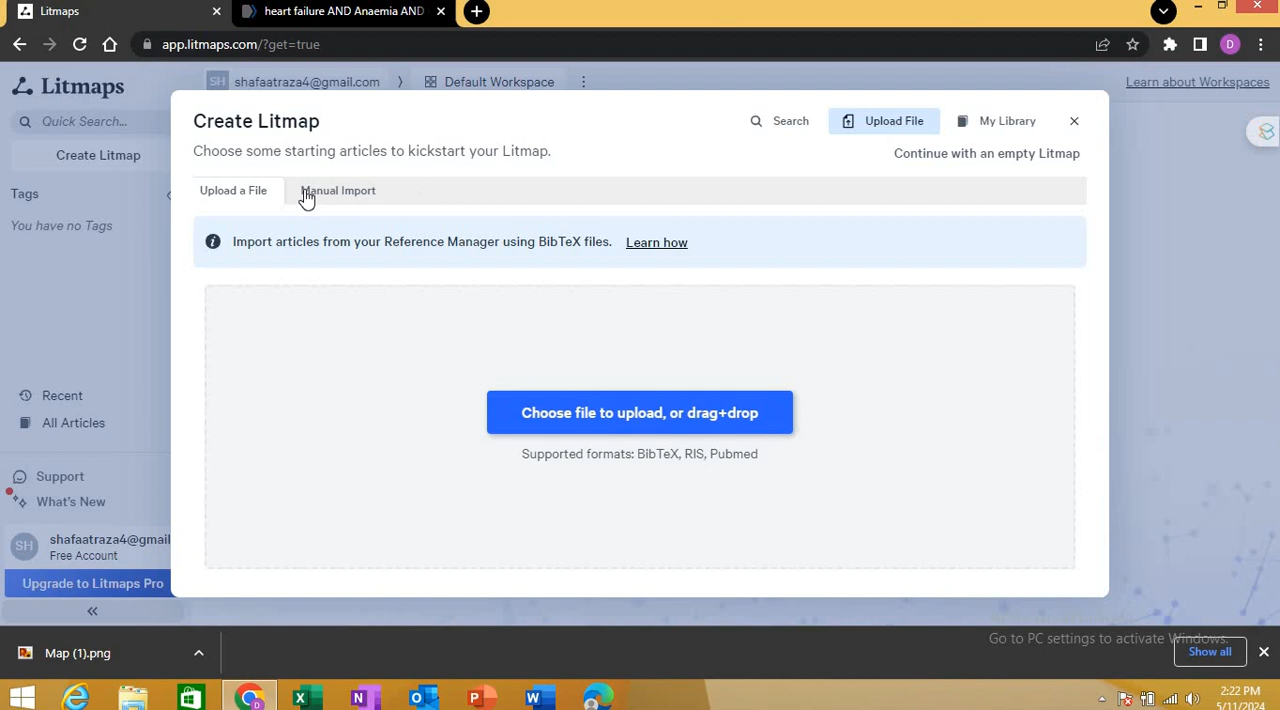 Litmaps
heart failure AND Anaemia AND
app.litmaps.com/?get=true
D
Litmaps
SH shafaatraza4@gmail.com 〉 Default Workspace
Learn about Workspaces
Quick Search...
Create Litmap
Tags
You have no Tags
Recent
All Articles
Support
What's New
SH
shafaatraza4@gmail
Free Account
Upgrade to Litmaps Pro
Create Litmap
Search
Upload File
My Library
Choose some starting articles to kickstart your Litmap.
Continue with an empty Litmap
Upload a File
Manual Import
Import articles from your Reference Manager using BibTeX files. Learn how
Choose file to upload, or drag+drop
Supported formats: BibTeX, RIS, Pubmed
Go to PC settings to activate Windows.
Map (1).png
Show all
2:22 PM
5/11/2024